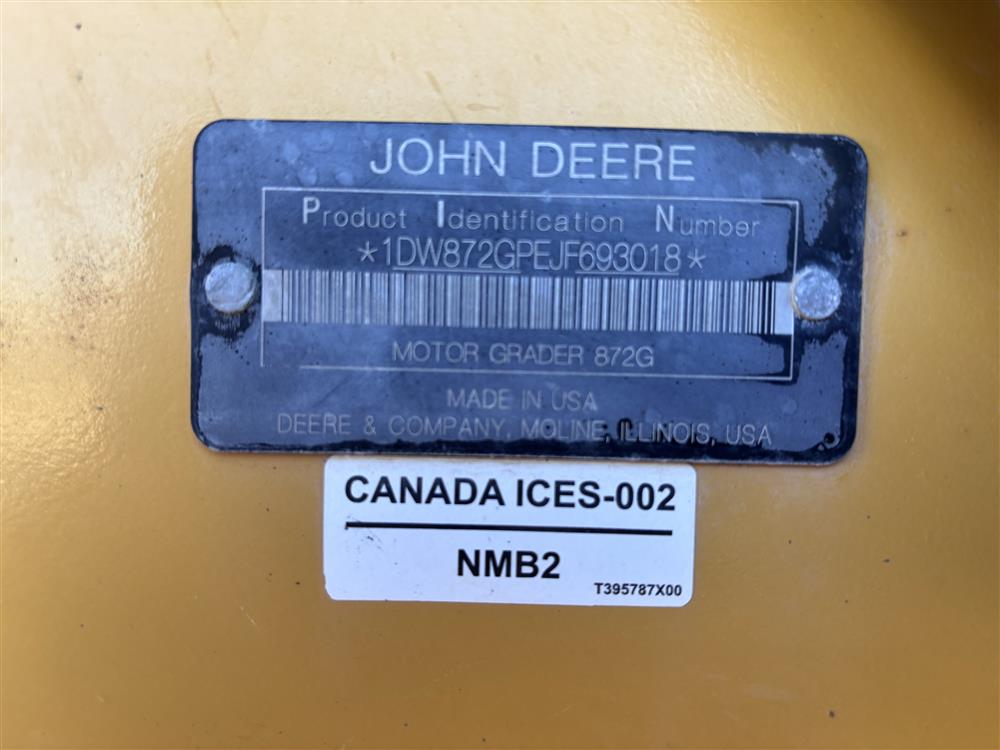 JOHN DEERE
Product Identification Number
*1DW872GPEJF693018*
MOTOR GRADER 872G
MADE IN USA
DEERE & COMPANY, MOLINE, ILLINOIS, USA
CANADA ICES-002
NMB2
T395787X00